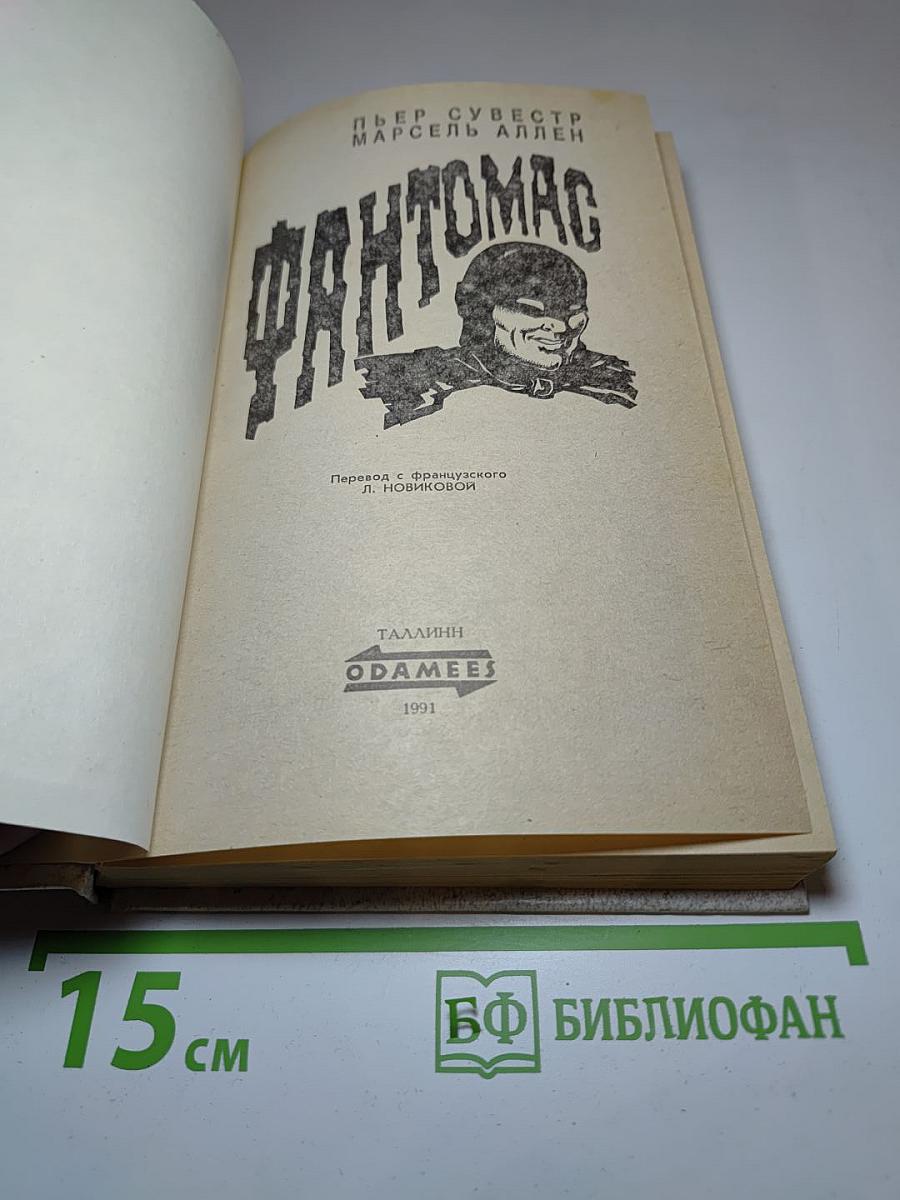 ПЬЕР СУВЕСТР
МАРСЕЛЬ АЛЛЕН
ФАНТОМАС
Перевод с французского
Л. НОВИКОВОЙ
ТАЛЛИНН
ODAMEES
1991
15 см
БФ БИБЛИОФАН